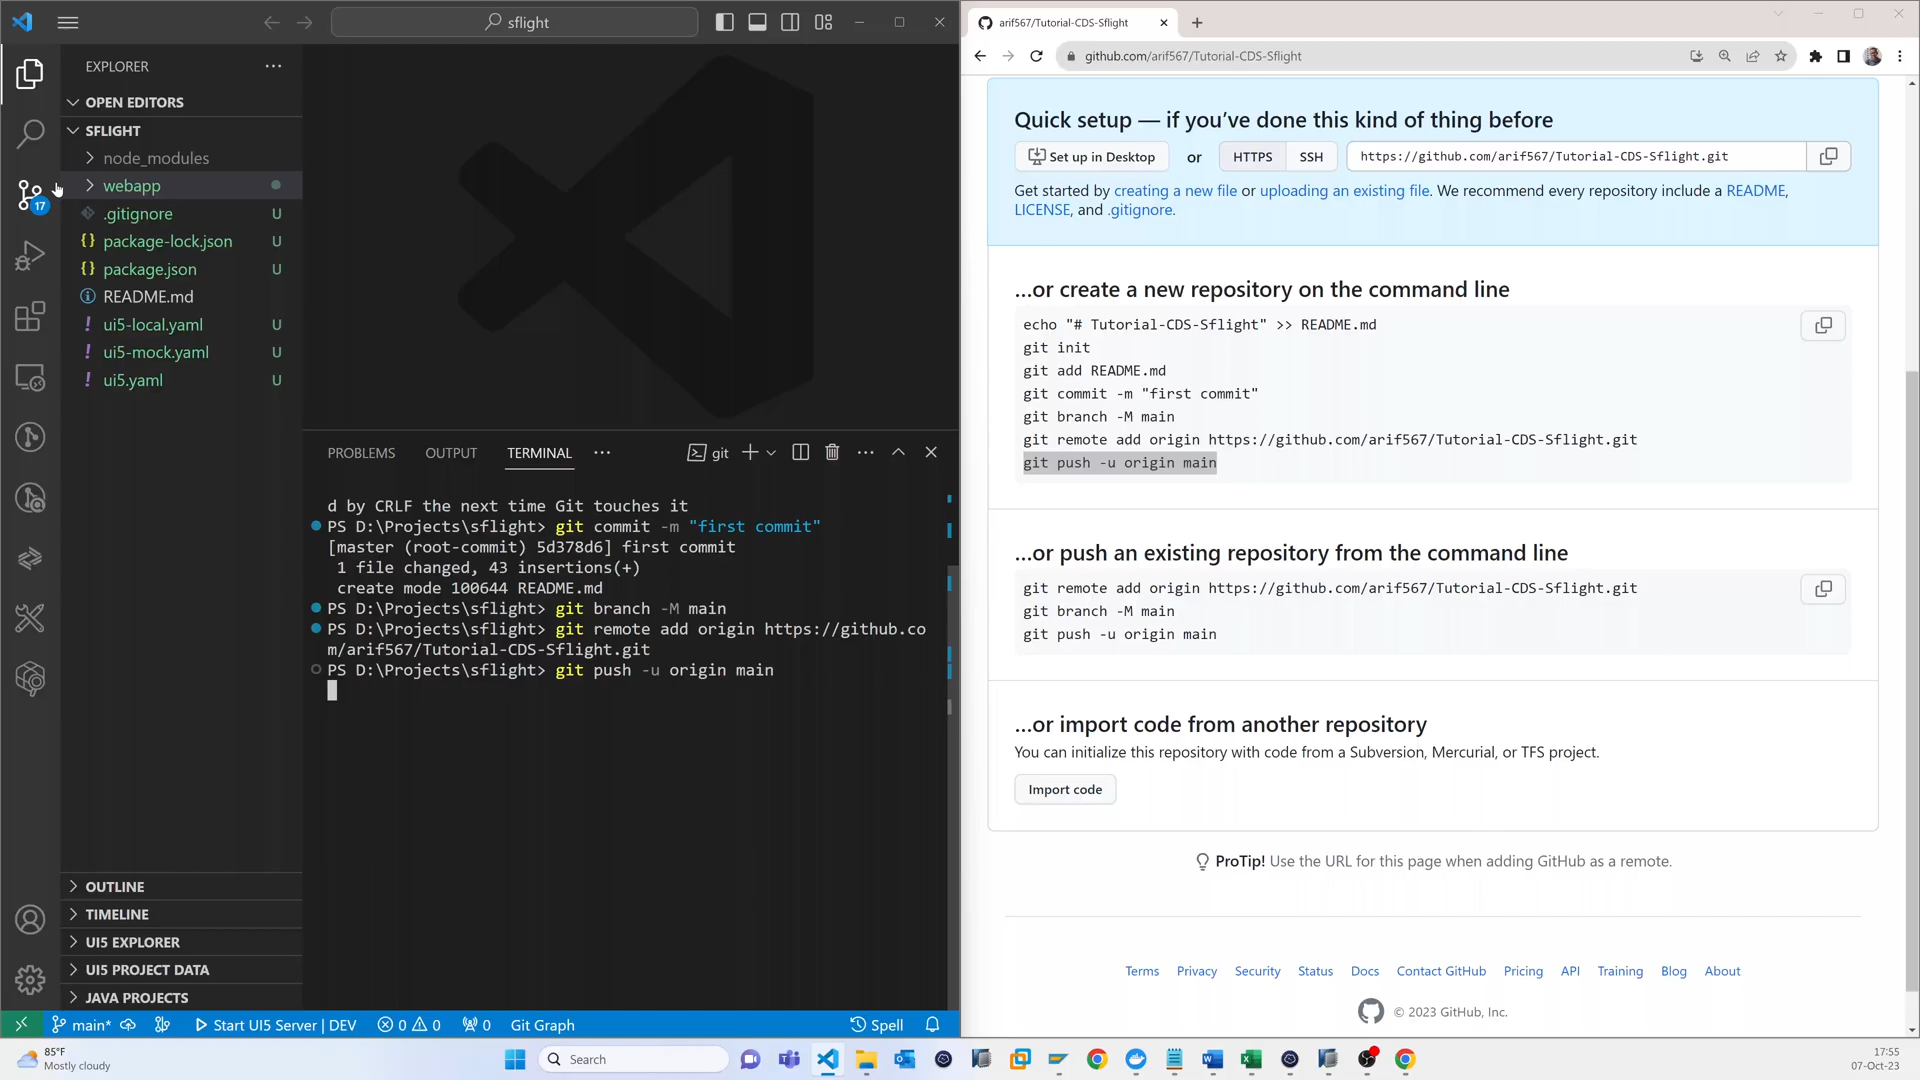 sflight
EXPLORER
OPEN EDITORS
SFLIGHT
node_modules
webapp
.gitignore U
package-lock.json U
package.json U
README.md
ui5-local.yaml U
ui5-mock.yaml U
ui5.yaml U
17
OUTLINE
TIMELINE
UI5 EXPLORER
UI5 PROJECT DATA
JAVA PROJECTS
PROBLEMS OUTPUT TERMINAL git
d by CRLF the next time Git touches it
PS D:\Projects\sflight> git commit -m "first commit"
[master (root-commit) 5d378d6] first commit
1 file changed, 43 insertions(+)
create mode 100644 README.md
PS D:\Projects\sflight> git branch -M main
PS D:\Projects\sflight> git remote add origin https://github.co
m/arif567/Tutorial-CDS-Sflight.git
PS D:\Projects\sflight> git push -u origin main
main* Start UI5 Server | DEV 0 0 0 Git Graph Spell
arif567/Tutorial-CDS-Sflight
github.com/arif567/Tutorial-CDS-Sflight
Quick setup — if you've done this kind of thing before
Set up in Desktop or HTTPS SSH https://github.com/arif567/Tutorial-CDS-Sflight.git
Get started by creating a new file or uploading an existing file. We recommend every repository include a README,
LICENSE, and .gitignore.
...or create a new repository on the command line
echo "# Tutorial-CDS-Sflight" >> README.md
git init
git add README.md
git commit -m "first commit"
git branch -M main
git remote add origin https://github.com/arif567/Tutorial-CDS-Sflight.git
git push -u origin main
...or push an existing repository from the command line
git remote add origin https://github.com/arif567/Tutorial-CDS-Sflight.git
git branch -M main
git push -u origin main
...or import code from another repository
You can initialize this repository with code from a Subversion, Mercurial, or TFS project.
Import code
ProTip! Use the URL for this page when adding GitHub as a remote.
Terms Privacy Security Status Docs Contact GitHub Pricing API Training Blog About
© 2023 GitHub, Inc.
85°F
Mostly cloudy
Search
17:55
07-Oct-23